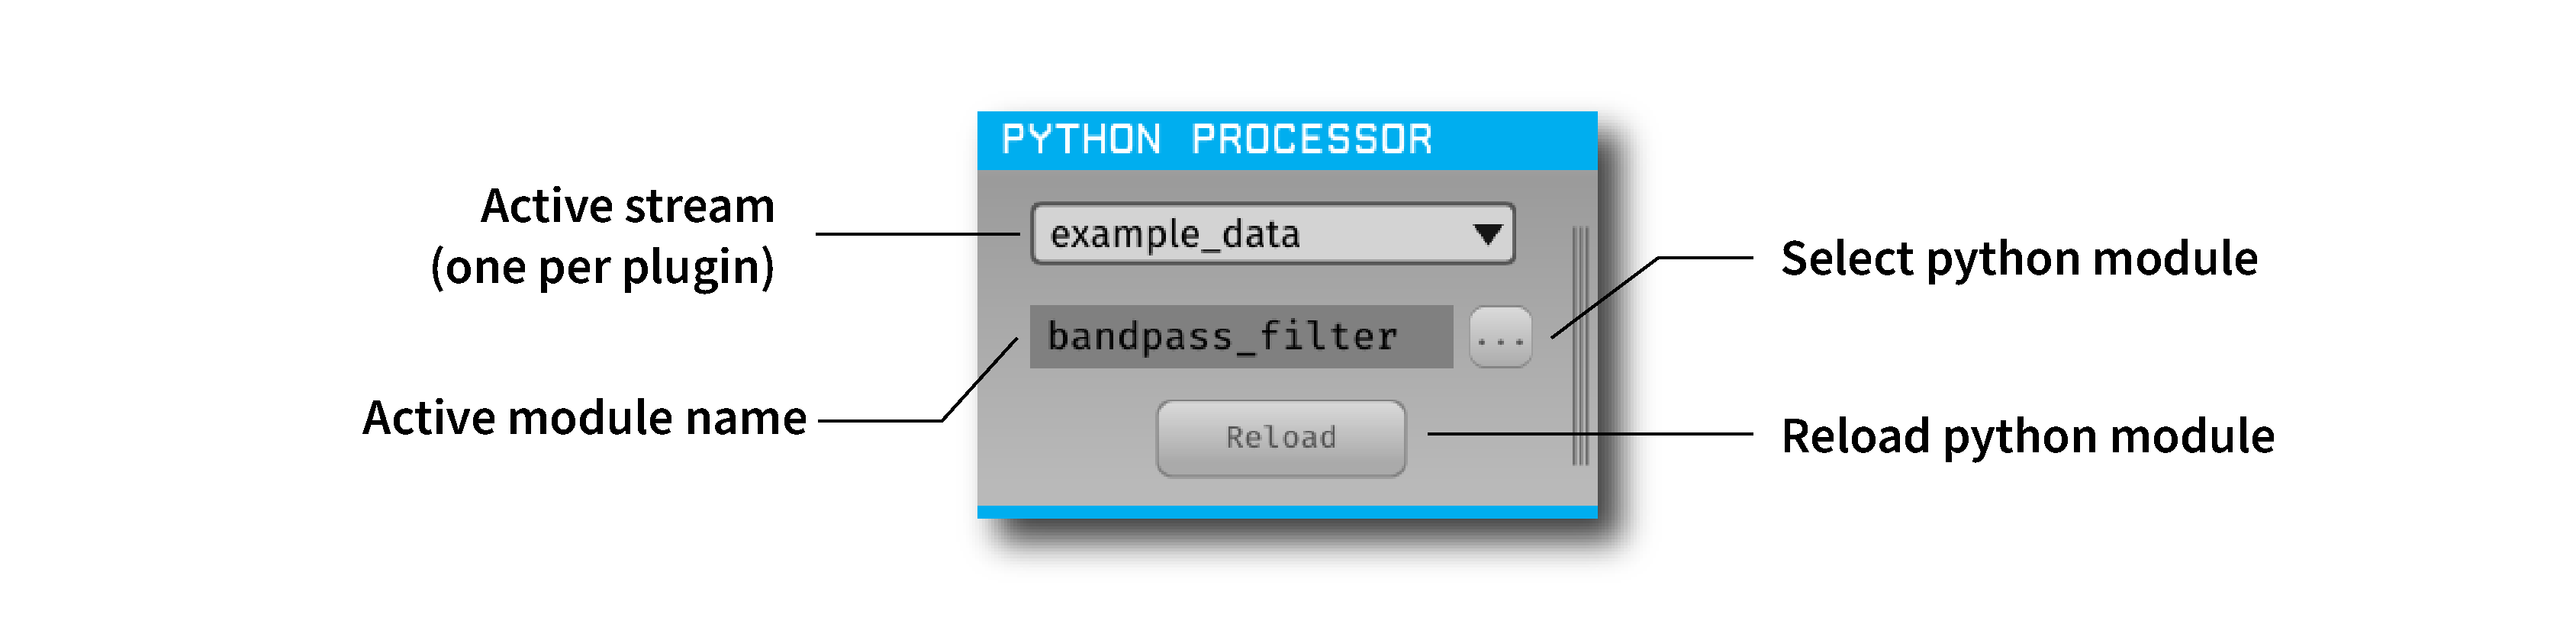 PYTHON PROCESSOR
Active stream
(one per plugin)
example_data
Select python module
bandpass_filter
...
Active module name
Reload
Reload python module